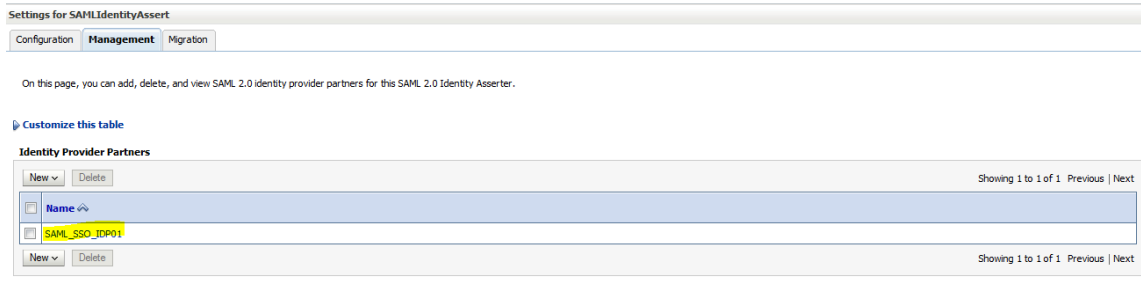 Settings for SAMLIdentityAssert
Configuration Management Migration
On this page, you can add, delete, and view SAML 2.0 identity provider partners for this SAML 2.0 Identity Asserter.
Customize this table
Identity Provider Partners
New Delete Showing 1 to 1 of 1 Previous | Next
Name
SAML_SSO_IDP01
New Delete Showing 1 to 1 of 1 Previous | Next